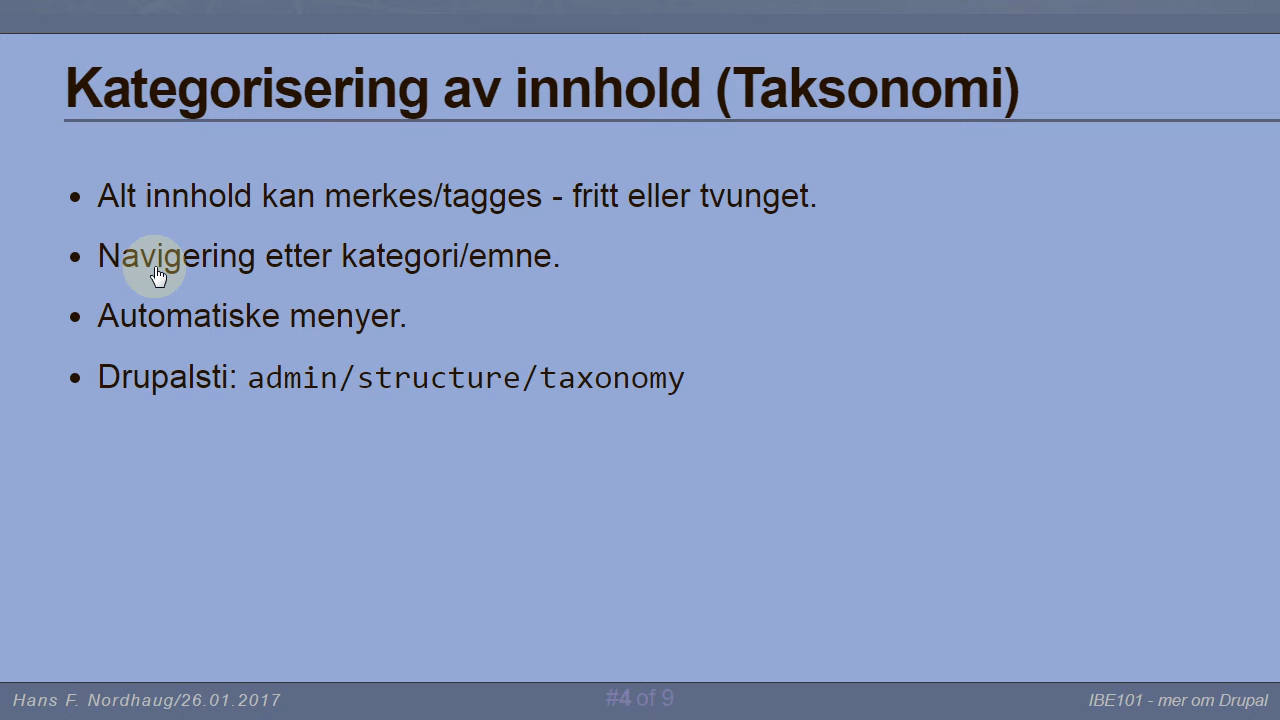 Kategorisering av innhold (Taksonomi)
Alt innhold kan merkes/tagges - fritt eller tvunget.
Navigering etter kategori/emne.
Automatiske menyer.
Drupalsti: admin/structure/taxonomy
Hans F. Nordhaug/26.01.2017
#4 of 9
IBE101 - mer om Drupal